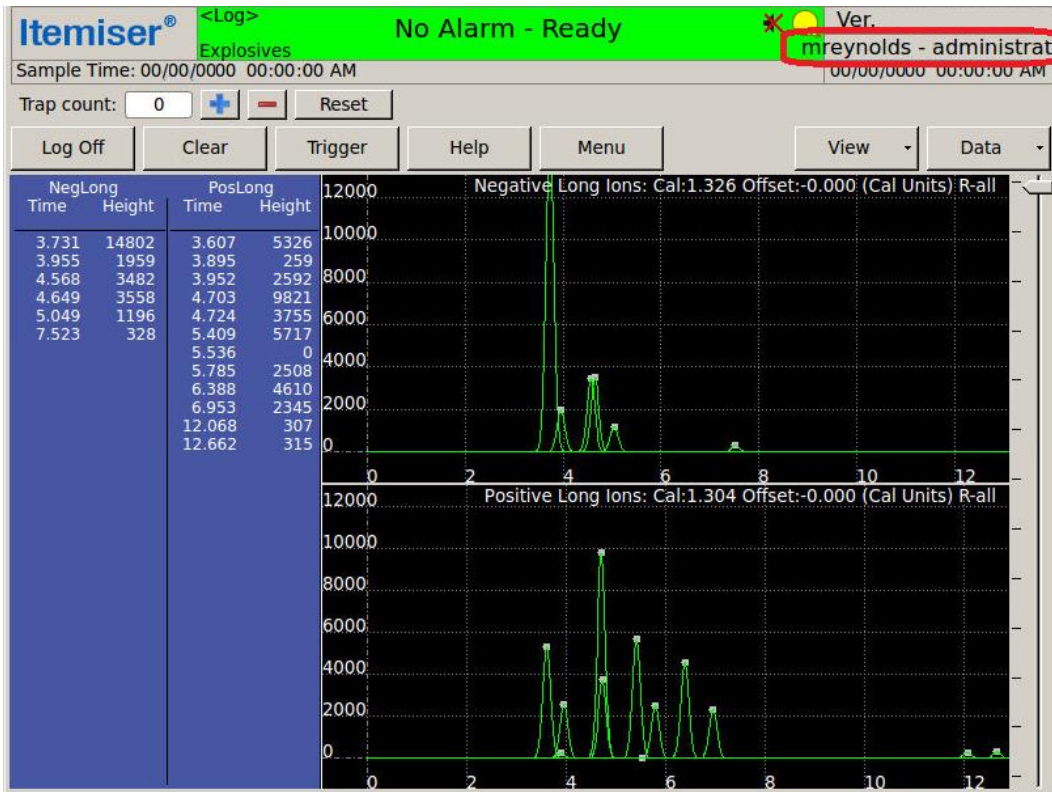 Itemiser®
<Log>
No Alarm - Ready
Explosives
Ver.
mreynolds - administrat
Sample Time: 00/00/0000 00:00:00 AM
00/00/0000 00:00:00 AM
Trap count: 0 Reset
Log Off Clear Trigger Help Menu View Data
NegLong PosLong
Time Height Time Height
3.731 14802 3.607 5326
3.955 1959 3.895 259
4.568 3482 3.952 2592
4.649 3558 4.703 9821
5.049 1196 4.724 3755
7.523 328 5.409 5717
5.536 0
5.785 2508
6.388 4610
6.953 2345
12.068 307
12.662 315
Negative Long Ions: Cal:1.326 Offset:-0.000 (Cal Units) R-all
12000
10000
8000
6000
4000
2000
0
0 2 4 6 8 10 12
Positive Long Ions: Cal:1.304 Offset:-0.000 (Cal Units) R-all
12000
10000
8000
6000
4000
2000
0
0 2 4 6 8 10 12